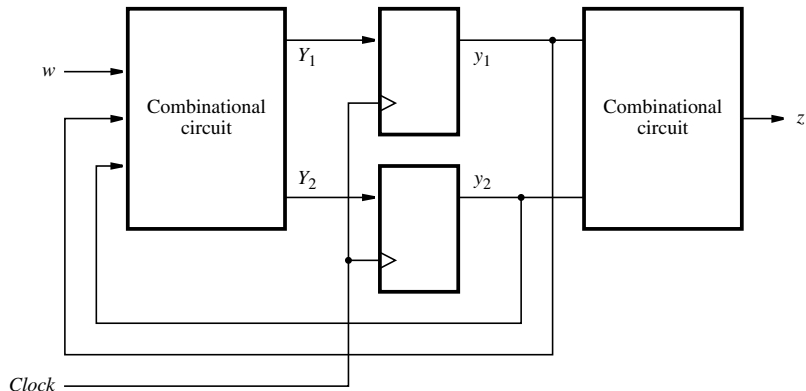 Y1
y1
w
Combinational
circuit
Combinational
circuit
z
Y2
y2
Clock